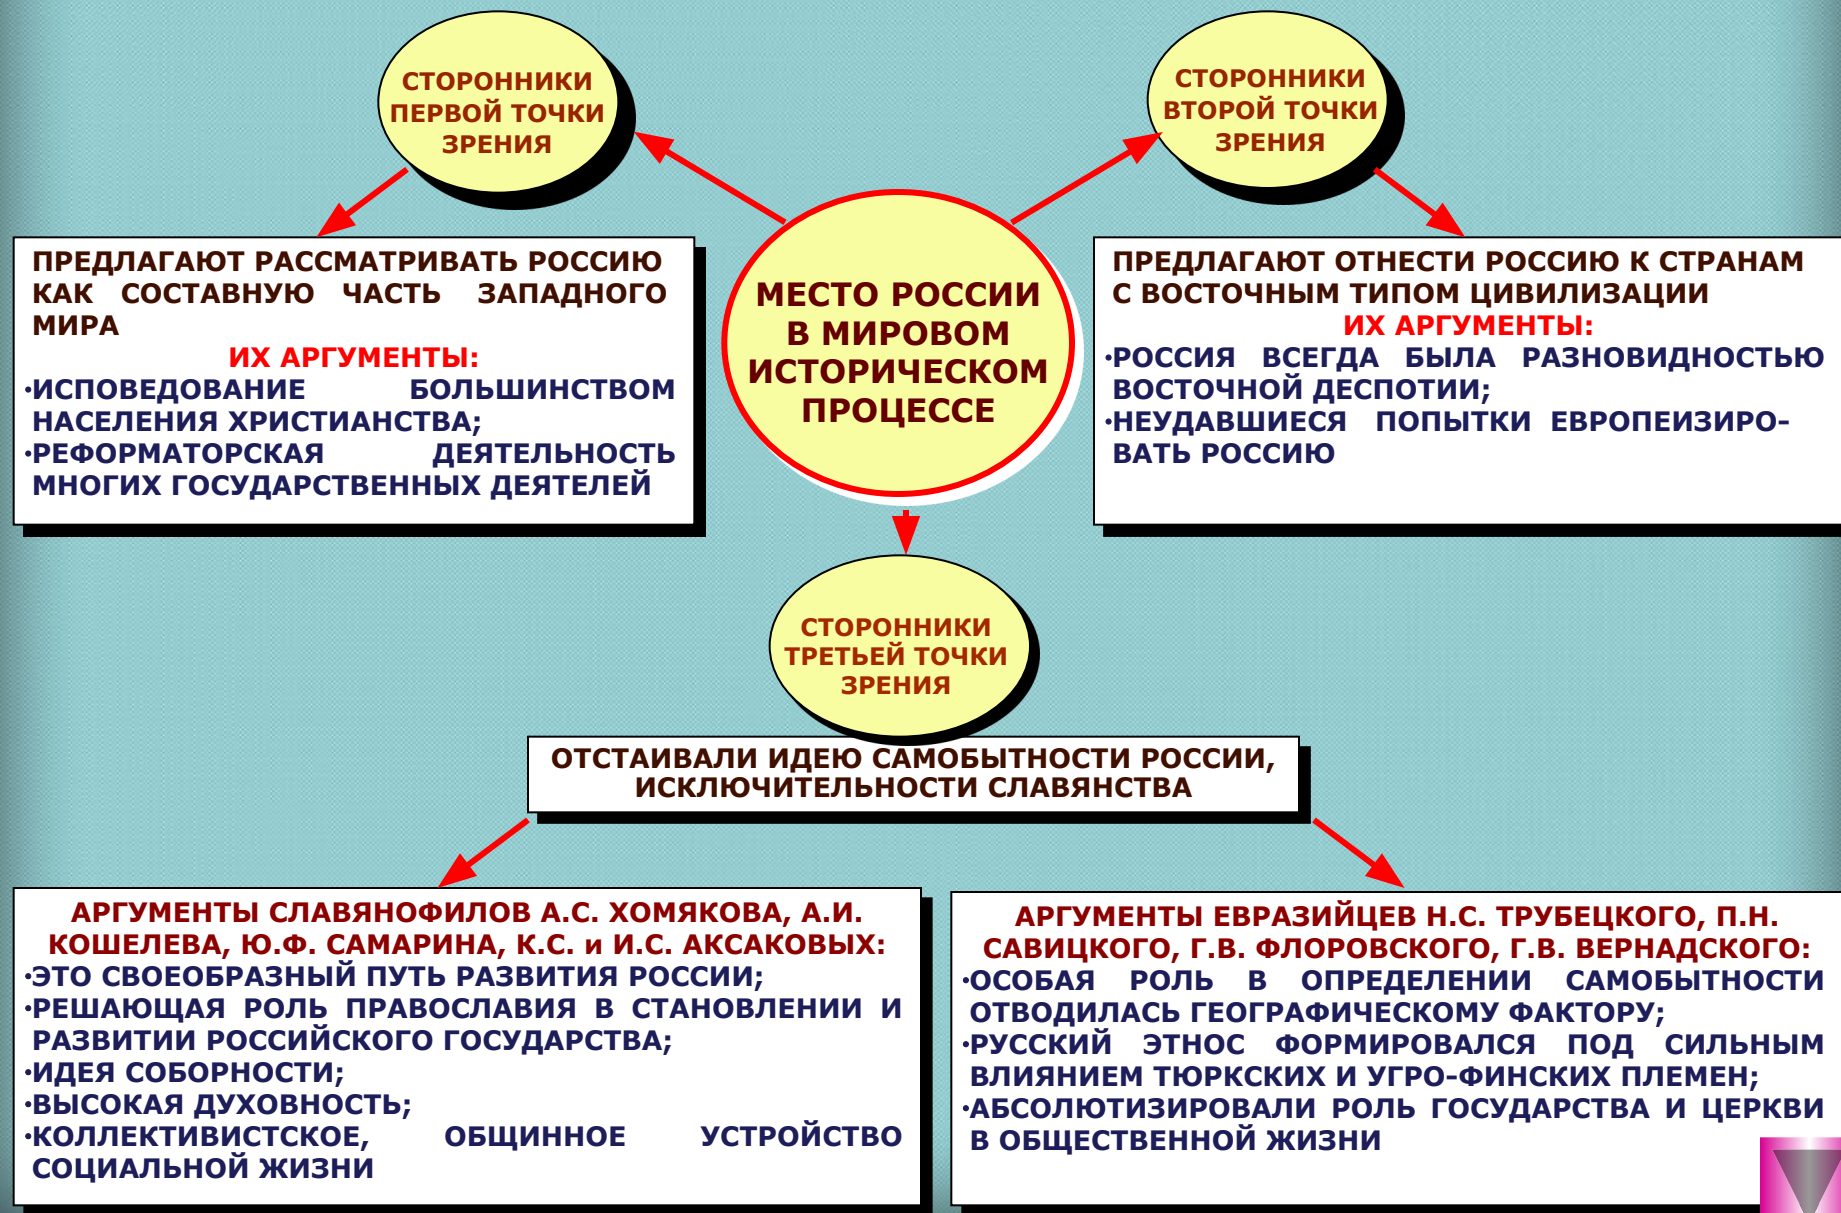 СТОРОННИКИ
ПЕРВОЙ ТОЧКИ
ЗРЕНИЯ
СТОРОННИКИ
ВТОРОЙ ТОЧКИ
ЗРЕНИЯ
ПРЕДЛАГАЮТ РАССМАТРИВАТЬ РОССИЮ
КАК СОСТАВНУЮ ЧАСТЬ ЗАПАДНОГО
МИРА
ИХ АРГУМЕНТЫ:
•ИСПОВЕДОВАНИЕ БОЛЬШИНСТВОМ
НАСЕЛЕНИЯ ХРИСТИАНСТВА;
•РЕФОРМАТОРСКАЯ ДЕЯТЕЛЬНОСТЬ
МНОГИХ ГОСУДАРСТВЕННЫХ ДЕЯТЕЛЕЙ
МЕСТО РОССИИ
В МИРОВОМ
ИСТОРИЧЕСКОМ
ПРОЦЕССЕ
ПРЕДЛАГАЮТ ОТНЕСТИ РОССИЮ К СТРАНАМ
С ВОСТОЧНЫМ ТИПОМ ЦИВИЛИЗАЦИИ
ИХ АРГУМЕНТЫ:
•РОССИЯ ВСЕГДА БЫЛА РАЗНОВИДНОСТЬЮ
ВОСТОЧНОЙ ДЕСПОТИИ;
•НЕУДАВШИЕСЯ ПОПЫТКИ ЕВРОПЕИЗИРО-
ВАТЬ РОССИЮ
СТОРОННИКИ
ТРЕТЬЕЙ ТОЧКИ
ЗРЕНИЯ
ОТСТАИВАЛИ ИДЕЮ САМОБЫТНОСТИ РОССИИ,
ИСКЛЮЧИТЕЛЬНОСТИ СЛАВЯНСТВА
АРГУМЕНТЫ СЛАВЯНОФИЛОВ А.С. ХОМЯКОВА, А.И.
КОШЕЛЕВА, Ю.Ф. САМАРИНА, К.С. и И.С. АКСАКОВЫХ:
•ЭТО СВОЕОБРАЗНЫЙ ПУТЬ РАЗВИТИЯ РОССИИ;
•РЕШАЮЩАЯ РОЛЬ ПРАВОСЛАВИЯ В СТАНОВЛЕНИИ И
РАЗВИТИИ РОССИЙСКОГО ГОСУДАРСТВА;
•ИДЕЯ СОБОРНОСТИ;
•ВЫСОКАЯ ДУХОВНОСТЬ;
•КОЛЛЕКТИВИСТСКОЕ, ОБЩИННОЕ УСТРОЙСТВО
СОЦИАЛЬНОЙ ЖИЗНИ
АРГУМЕНТЫ ЕВРАЗИЙЦЕВ Н.С. ТРУБЕЦКОГО, П.Н.
САВИЦКОГО, Г.В. ФЛОРОВСКОГО, Г.В. ВЕРНАДСКОГО:
•ОСОБАЯ РОЛЬ В ОПРЕДЕЛЕНИИ САМОБЫТНОСТИ
ОТВОДИЛАСЬ ГЕОГРАФИЧЕСКОМУ ФАКТОРУ;
•РУССКИЙ ЭТНОС ФОРМИРОВАЛСЯ ПОД СИЛЬНЫМ
ВЛИЯНИЕМ ТЮРКСКИХ И УГРО-ФИНСКИХ ПЛЕМЕН;
•АБСОЛЮТИЗИРОВАЛИ РОЛЬ ГОСУДАРСТВА И ЦЕРКВИ
В ОБЩЕСТВЕННОЙ ЖИЗНИ